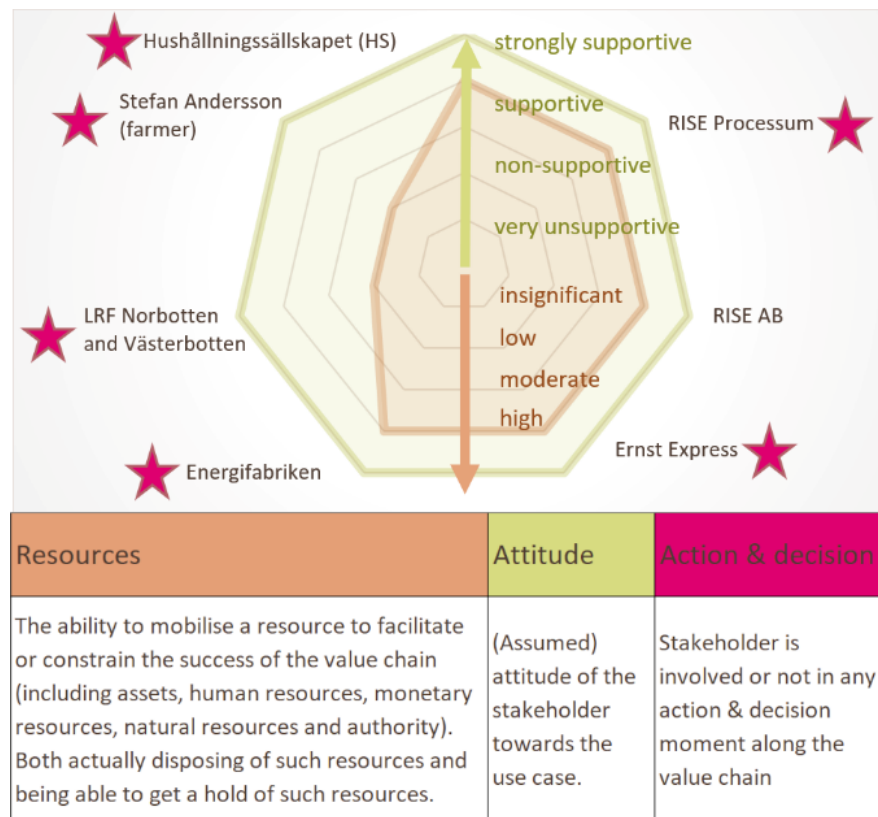 Hushållningssällskapet (HS)
strongly supportive
Stefan Andersson
(farmer)
supportive
RISE Processum
non-supportive
very unsupportive
insignificant
LRF Norbotten
and Västerbotten
RISE AB
low
moderate
high
Ernst Express
Energifabriken
Resources
Attitude
Action & decision
The ability to mobilise a resource to facilitate
or constrain the success of the value chain
(including assets, human resources, monetary
resources, natural resources and authority).
Both actually disposing of such resources and
being able to get a hold of such resources.
(Assumed)
attitude of the
stakeholder
towards the
use case.
Stakeholder is
involved or not in any
action & decision
moment along the
value chain